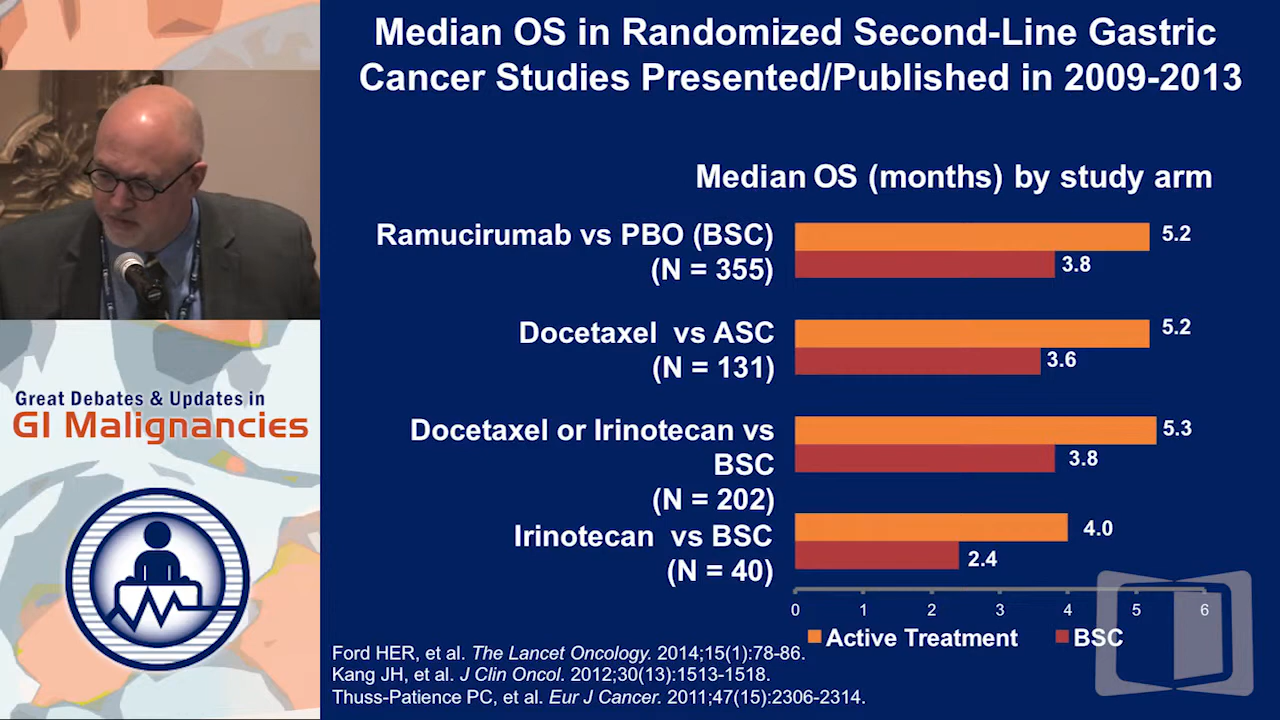 Median OS in Randomized Second-Line Gastric
Cancer Studies Presented/Published in 2009-2013
Median OS (months) by study arm
Ramucirumab vs PBO (BSC)
(N = 355)
5.2
3.8
Docetaxel vs ASC
(N = 131)
5.2
3.6
Docetaxel or Irinotecan vs
BSC
(N = 202)
5.3
3.8
Irinotecan vs BSC
(N = 40)
4.0
2.4
0 1 2 3 4 5 6
Active Treatment BSC
Great Debates & Updates in
GI Malignancies
Ford HER, et al. The Lancet Oncology. 2014;15(1):78-86.
Kang JH, et al. J Clin Oncol. 2012;30(13):1513-1518.
Thuss-Patience PC, et al. Eur J Cancer. 2011;47(15):2306-2314.